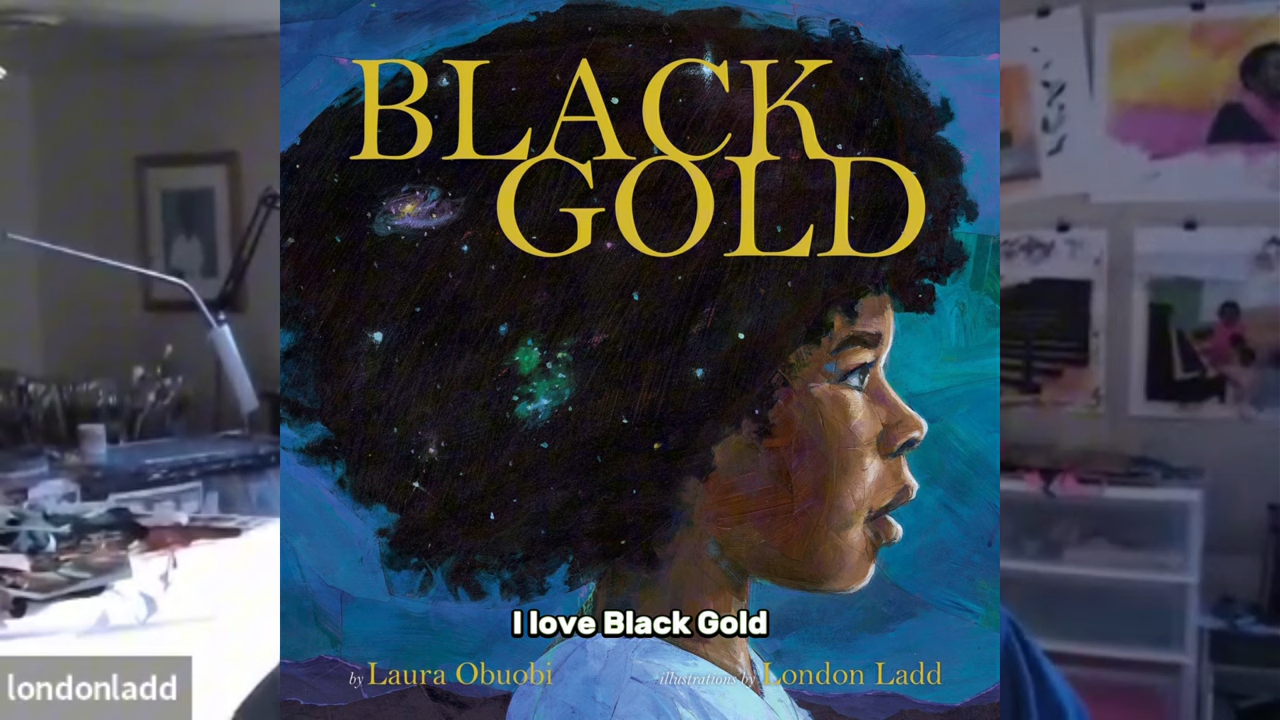 BLACK
GOLD
I love Black Gold
by Laura Obuobi
illustrations by London Ladd
londonladd